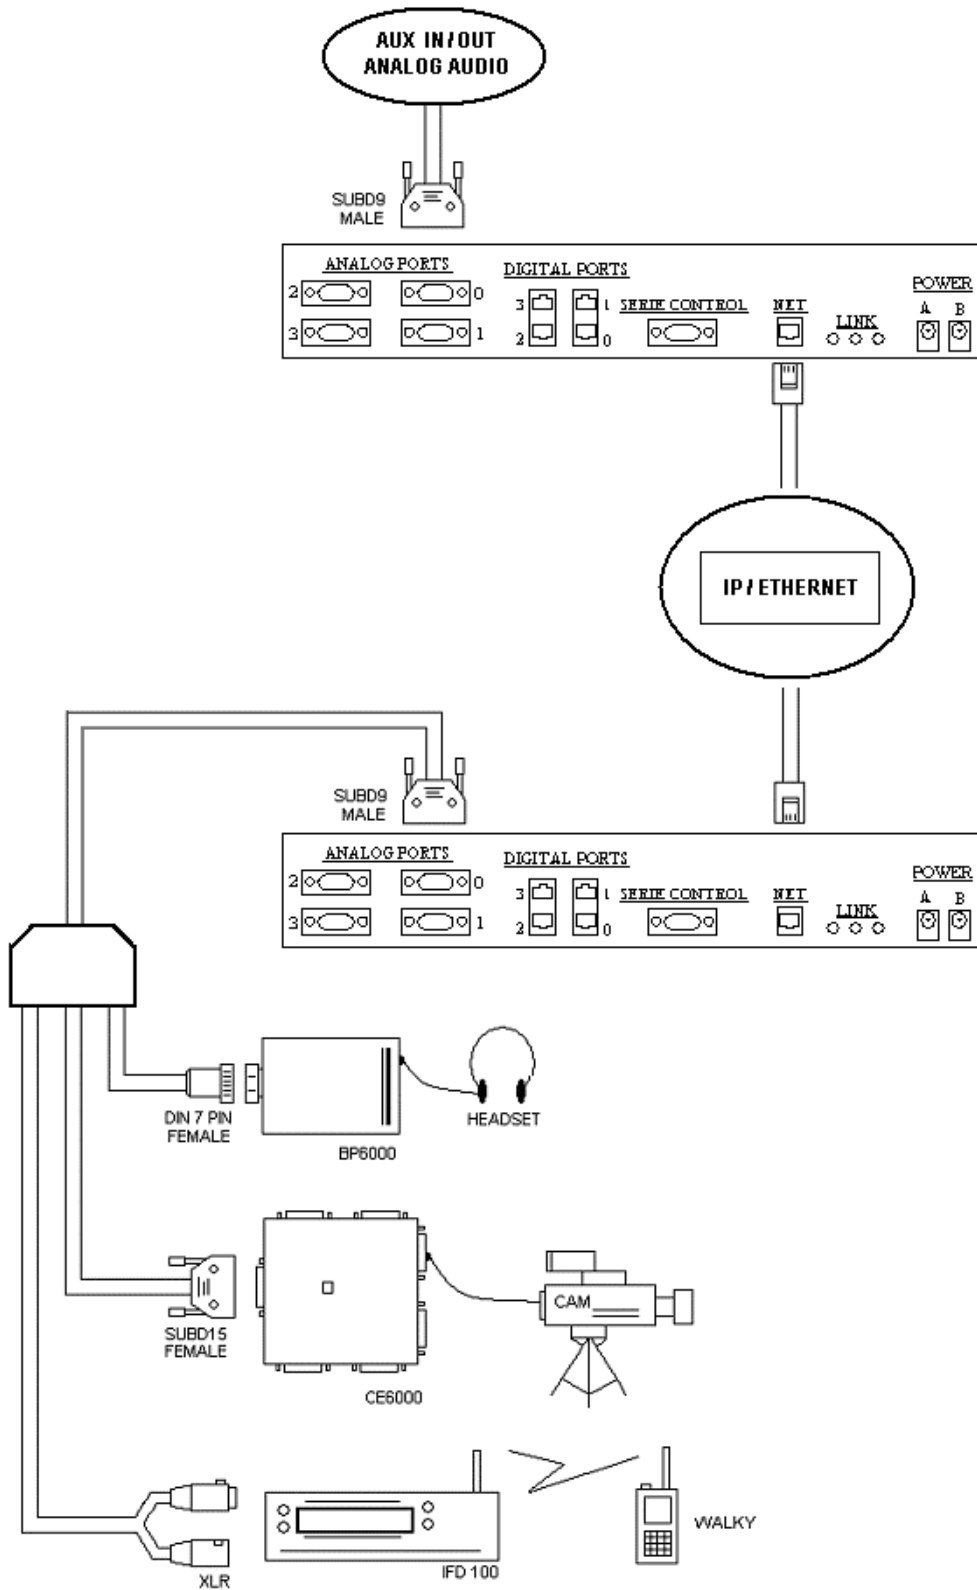 AUX IN/OUT
ANALOG AUDIO
SUBD9
MALE
ANALOG PORTS
DIGITAL PORTS
SERIE CONTROL
NET
LINK
POWER
A B
2 0
3 1
3 1
2 0
IP/ETHERNET
SUBD9
MALE
ANALOG PORTS
DIGITAL PORTS
SERIE CONTROL
NET
LINK
POWER
A B
2 0
3 1
3 1
2 0
DIN 7 PIN
FEMALE
BP6000
HEADSET
SUBD15
FEMALE
CE6000
CAM
XLR
IFD 100
WALKY